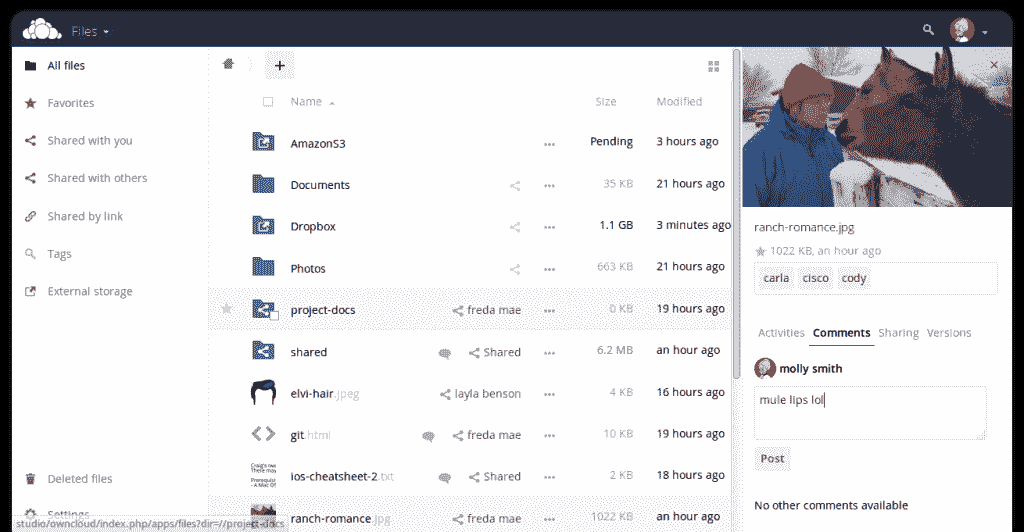 Files
All files
Favorites
Shared with you
Shared with others
Shared by link
Tags
External storage
Deleted files
Settings
studio/owncloud/index.php/apps/files?dir=//project-docs
+
Name Size Modified
AmazonS3 ... Pending 3 hours ago
Documents ... 35 KB 21 hours ago
Dropbox ... 1.1 GB 3 minutes ago
Photos ... 663 KB 21 hours ago
project-docs freda mae ... 0 KB 19 hours ago
shared Shared ... 6.2 MB an hour ago
elvi-hair.jpeg layla benson ... 4 KB 16 hours ago
git.html freda mae ... 10 KB 19 hours ago
ios-cheatsheet-2.txt Shared ... 2 KB 18 hours ago
ranch-romance.jpg freda mae ... 1022 KB an hour ago
ranch-romance.jpg
1022 KB, an hour ago
carla cisco cody
Activities Comments Sharing Versions
molly smith
mule lips lol
Post
No other comments available